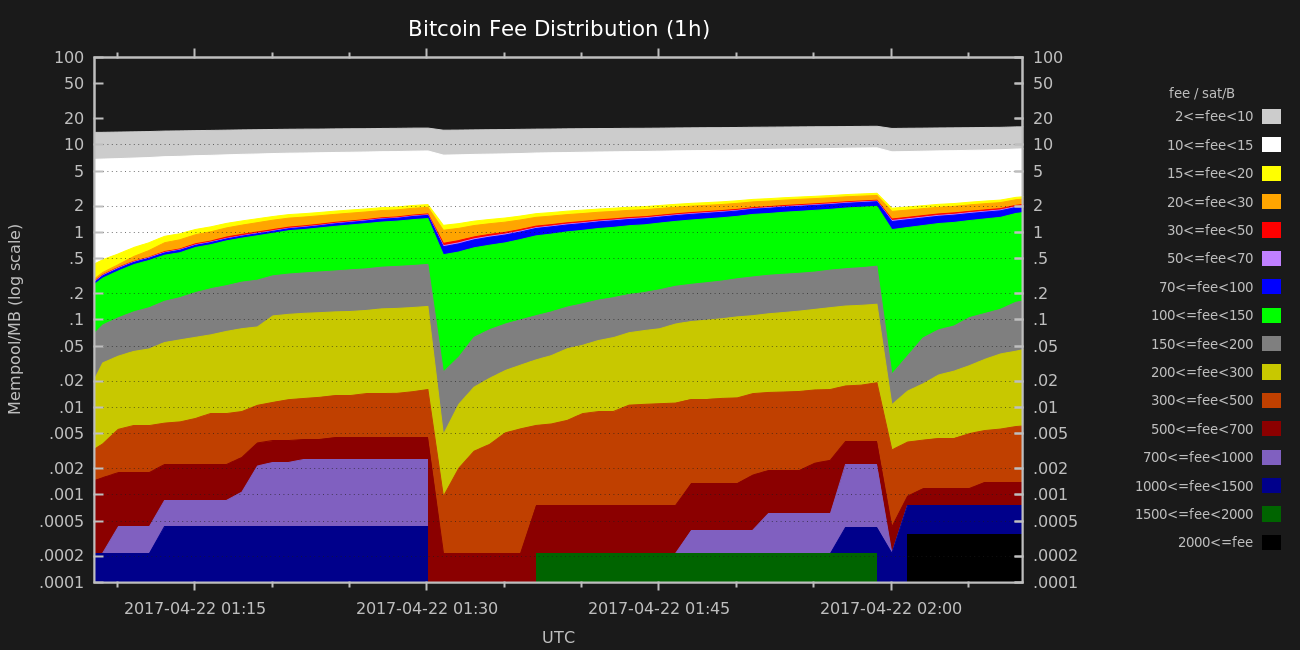 Bitcoin Fee Distribution (1h)
100 100
50 50
20 20
10 10
5 5
2 2
1 1
.5 .5
.2 .2
.1 .1
.05 .05
.02 .02
.01 .01
.005 .005
.002 .002
.001 .001
.0005 .0005
.0002 .0002
.0001 .0001
Mempool/MB (log scale)
2017-04-22 01:15 2017-04-22 01:30 2017-04-22 01:45 2017-04-22 02:00
UTC
fee / sat/B
2<=fee<10
10<=fee<15
15<=fee<20
20<=fee<30
30<=fee<50
50<=fee<70
70<=fee<100
100<=fee<150
150<=fee<200
200<=fee<300
300<=fee<500
500<=fee<700
700<=fee<1000
1000<=fee<1500
1500<=fee<2000
2000<=fee